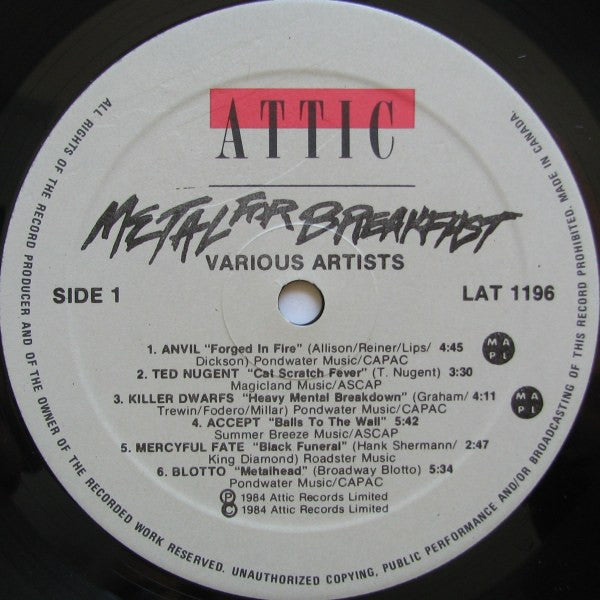 ATTIC
METAL FOR BREAKFAST
VARIOUS ARTISTS
SIDE 1
LAT 1196
1. ANVIL "Forged In Fire" (Allison/Reiner/Lips/ 4:45
Dickson) Pondwater Music/CAPAC
M A
P L
2. TED NUGENT "Cat Scratch Fever" (T. Nugent) 3:30
Magicland Music/ASCAP
3. KILLER DWARFS "Heavy Mental Breakdown" (Graham/ 4:11
Trewin/Fodero/Millar) Pondwater Music/CAPAC
M A
P L
4. ACCEPT "Balls To The Wall" 5:42
Summer Breeze Music/ASCAP
5. MERCYFUL FATE "Black Funeral" (Hank Shermann/ 2:47
King Diamond) Roadster Music
6. BLOTTO "Metalhead" (Broadway Blotto) 5:34
Pondwater Music/CAPAC
Ⓟ 1984 Attic Records Limited
© 1984 Attic Records Limited
ALL RIGHTS OF THE RECORD PRODUCER AND OF THE OWNER OF THE RECORDED WORK RESERVED. UNAUTHORIZED COPYING, PUBLIC PERFORMANCE AND/OR BROADCASTING OF THIS RECORD PROHIBITED. MADE IN CANADA.